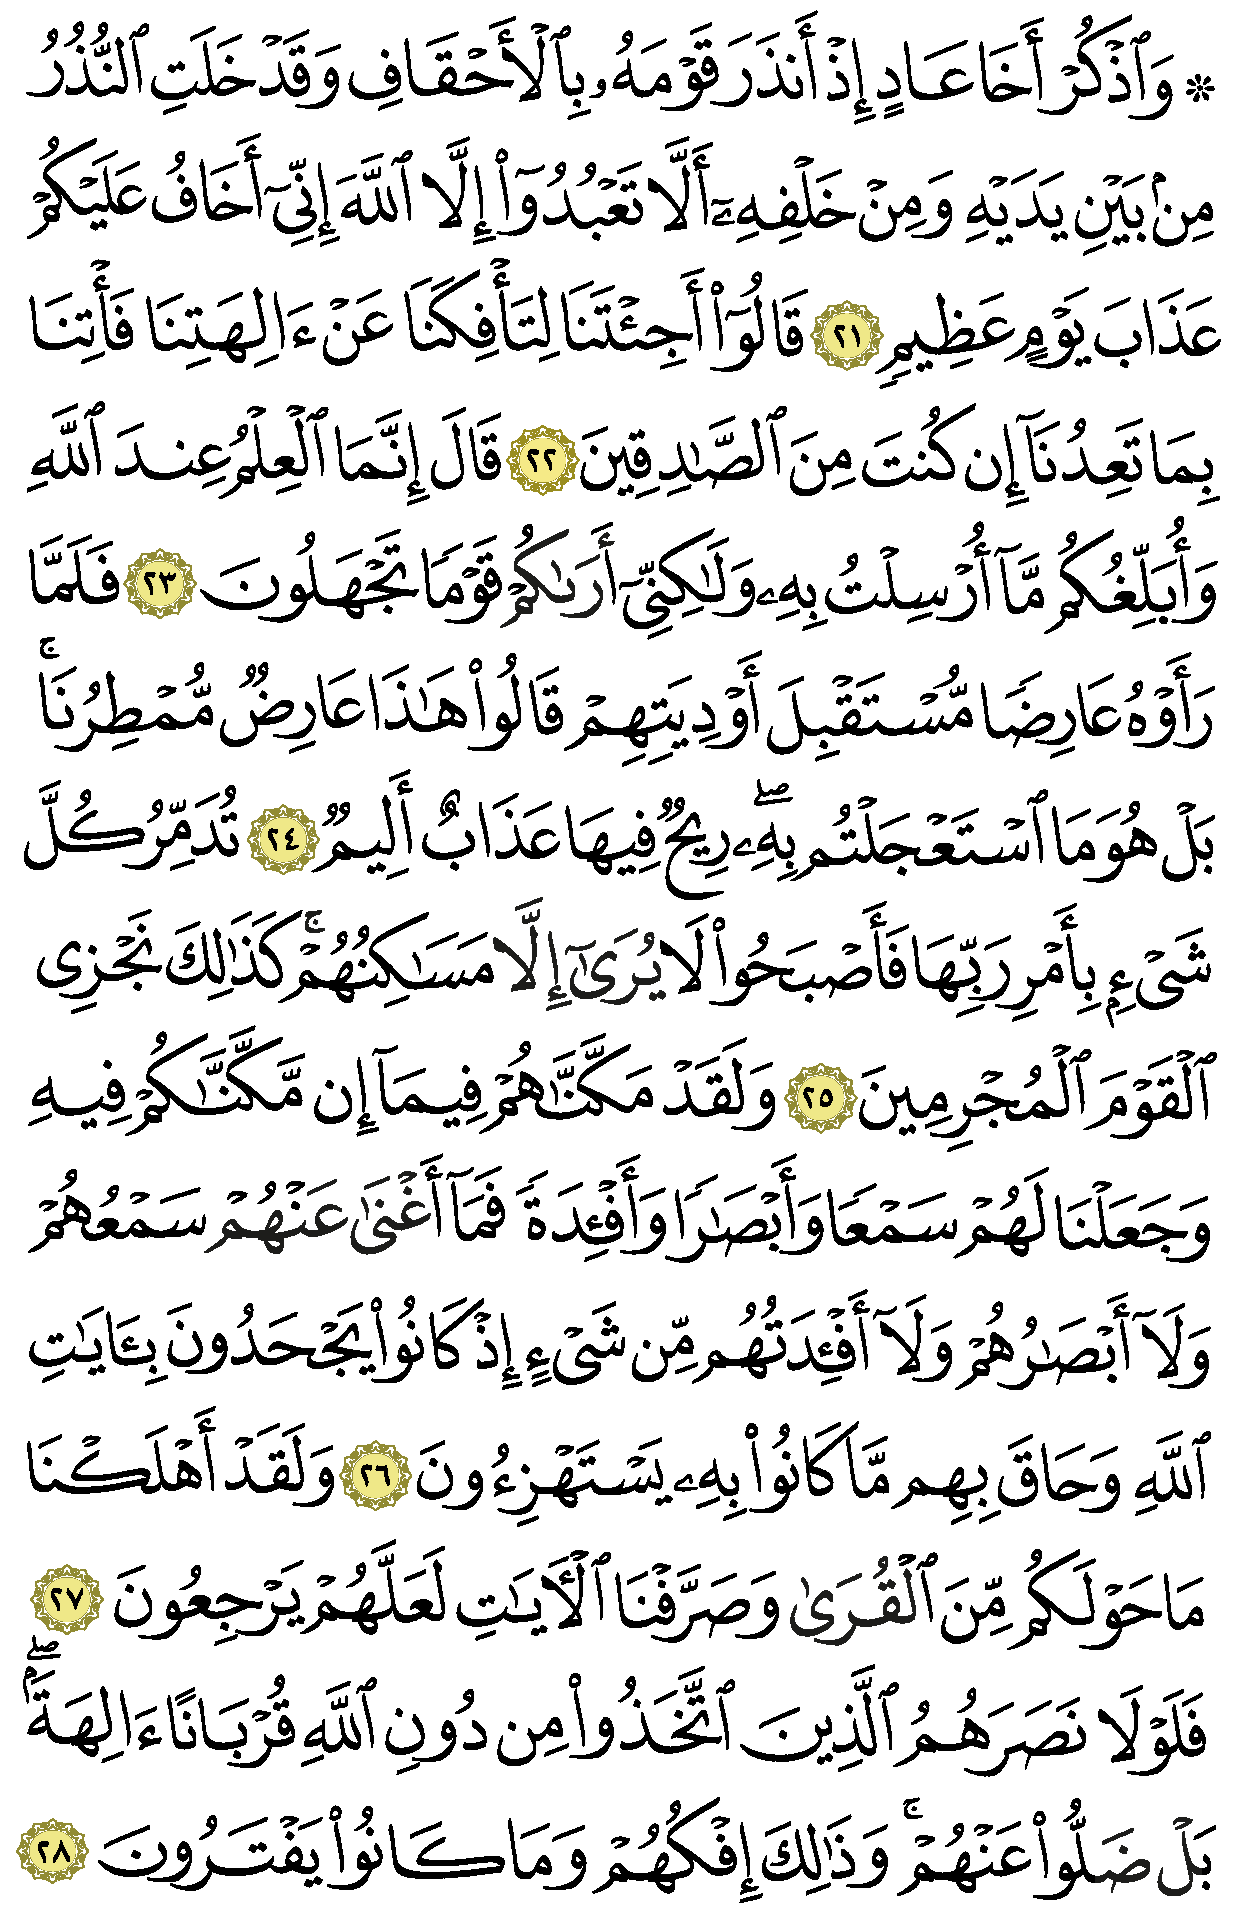 ۞ وَٱذۡكُرۡ أَخَا عَادٍ إِذۡ أَنذَرَ قَوۡمَهُۥ بِٱلۡأَحۡقَافِ وَقَدۡ خَلَتِ ٱلنُّذُرُ
مِنۢ بَيۡنِ يَدَيۡهِ وَمِنۡ خَلۡفِهِۦٓ أَلَّا تَعۡبُدُوٓاْ إِلَّا ٱللَّهَ إِنِّيٓ أَخَافُ عَلَيۡكُمۡ
عَذَابَ يَوۡمٍ عَظِيمٖ ٢١ قَالُوٓاْ أَجِئۡتَنَا لِتَأۡفِكَنَا عَنۡ ءَالِهَتِنَا فَأۡتِنَا
بِمَا تَعِدُنَآ إِن كُنتَ مِنَ ٱلصَّٰدِقِينَ ٢٢ قَالَ إِنَّمَا ٱلۡعِلۡمُ عِندَ ٱللَّهِ
وَأُبَلِّغُكُم مَّآ أُرۡسِلۡتُ بِهِۦ وَلَٰكِنِّيٓ أَرَىٰكُمۡ قَوۡمٗا تَجۡهَلُونَ ٢٣ فَلَمَّا
رَأَوۡهُ عَارِضٗا مُّسۡتَقۡبِلَ أَوۡدِيَتِهِمۡ قَالُواْ هَٰذَا عَارِضٞ مُّمۡطِرُنَاۚ
بَلۡ هُوَ مَا ٱسۡتَعۡجَلۡتُم بِهِۦۖ رِيحٞ فِيهَا عَذَابٌ أَلِيمٞ ٢٤ تُدَمِّرُ كُلَّ
شَيۡءِۭ بِأَمۡرِ رَبِّهَا فَأَصۡبَحُواْ لَا يُرَىٰٓ إِلَّا مَسَٰكِنُهُمۡۚ كَذَٰلِكَ نَجۡزِي
ٱلۡقَوۡمَ ٱلۡمُجۡرِمِينَ ٢٥ وَلَقَدۡ مَكَّنَّٰهُمۡ فِيمَآ إِن مَّكَّنَّٰكُمۡ فِيهِ
وَجَعَلۡنَا لَهُمۡ سَمۡعٗا وَأَبۡصَٰرٗا وَأَفۡـِٔدَةٗ فَمَآ أَغۡنَىٰ عَنۡهُمۡ سَمۡعُهُمۡ
وَلَآ أَبۡصَٰرُهُمۡ وَلَآ أَفۡـِٔدَتُهُم مِّن شَيۡءٍ إِذۡ كَانُواْ يَجۡحَدُونَ بِـَٔايَٰتِ
ٱللَّهِ وَحَاقَ بِهِم مَّا كَانُواْ بِهِۦ يَسۡتَهۡزِءُونَ ٢٦ وَلَقَدۡ أَهۡلَكۡنَا
مَا حَوۡلَكُم مِّنَ ٱلۡقُرَىٰ وَصَرَّفۡنَا ٱلۡأٓيَٰتِ لَعَلَّهُمۡ يَرۡجِعُونَ ٢٧
فَلَوۡلَا نَصَرَهُمُ ٱلَّذِينَ ٱتَّخَذُواْ مِن دُونِ ٱللَّهِ قُرۡبَانًا ءَالِهَةَۢۖ
بَلۡ ضَلُّواْ عَنۡهُمۡۚ وَذَٰلِكَ إِفۡكُهُمۡ وَمَا كَانُواْ يَفۡتَرُونَ ٢٨